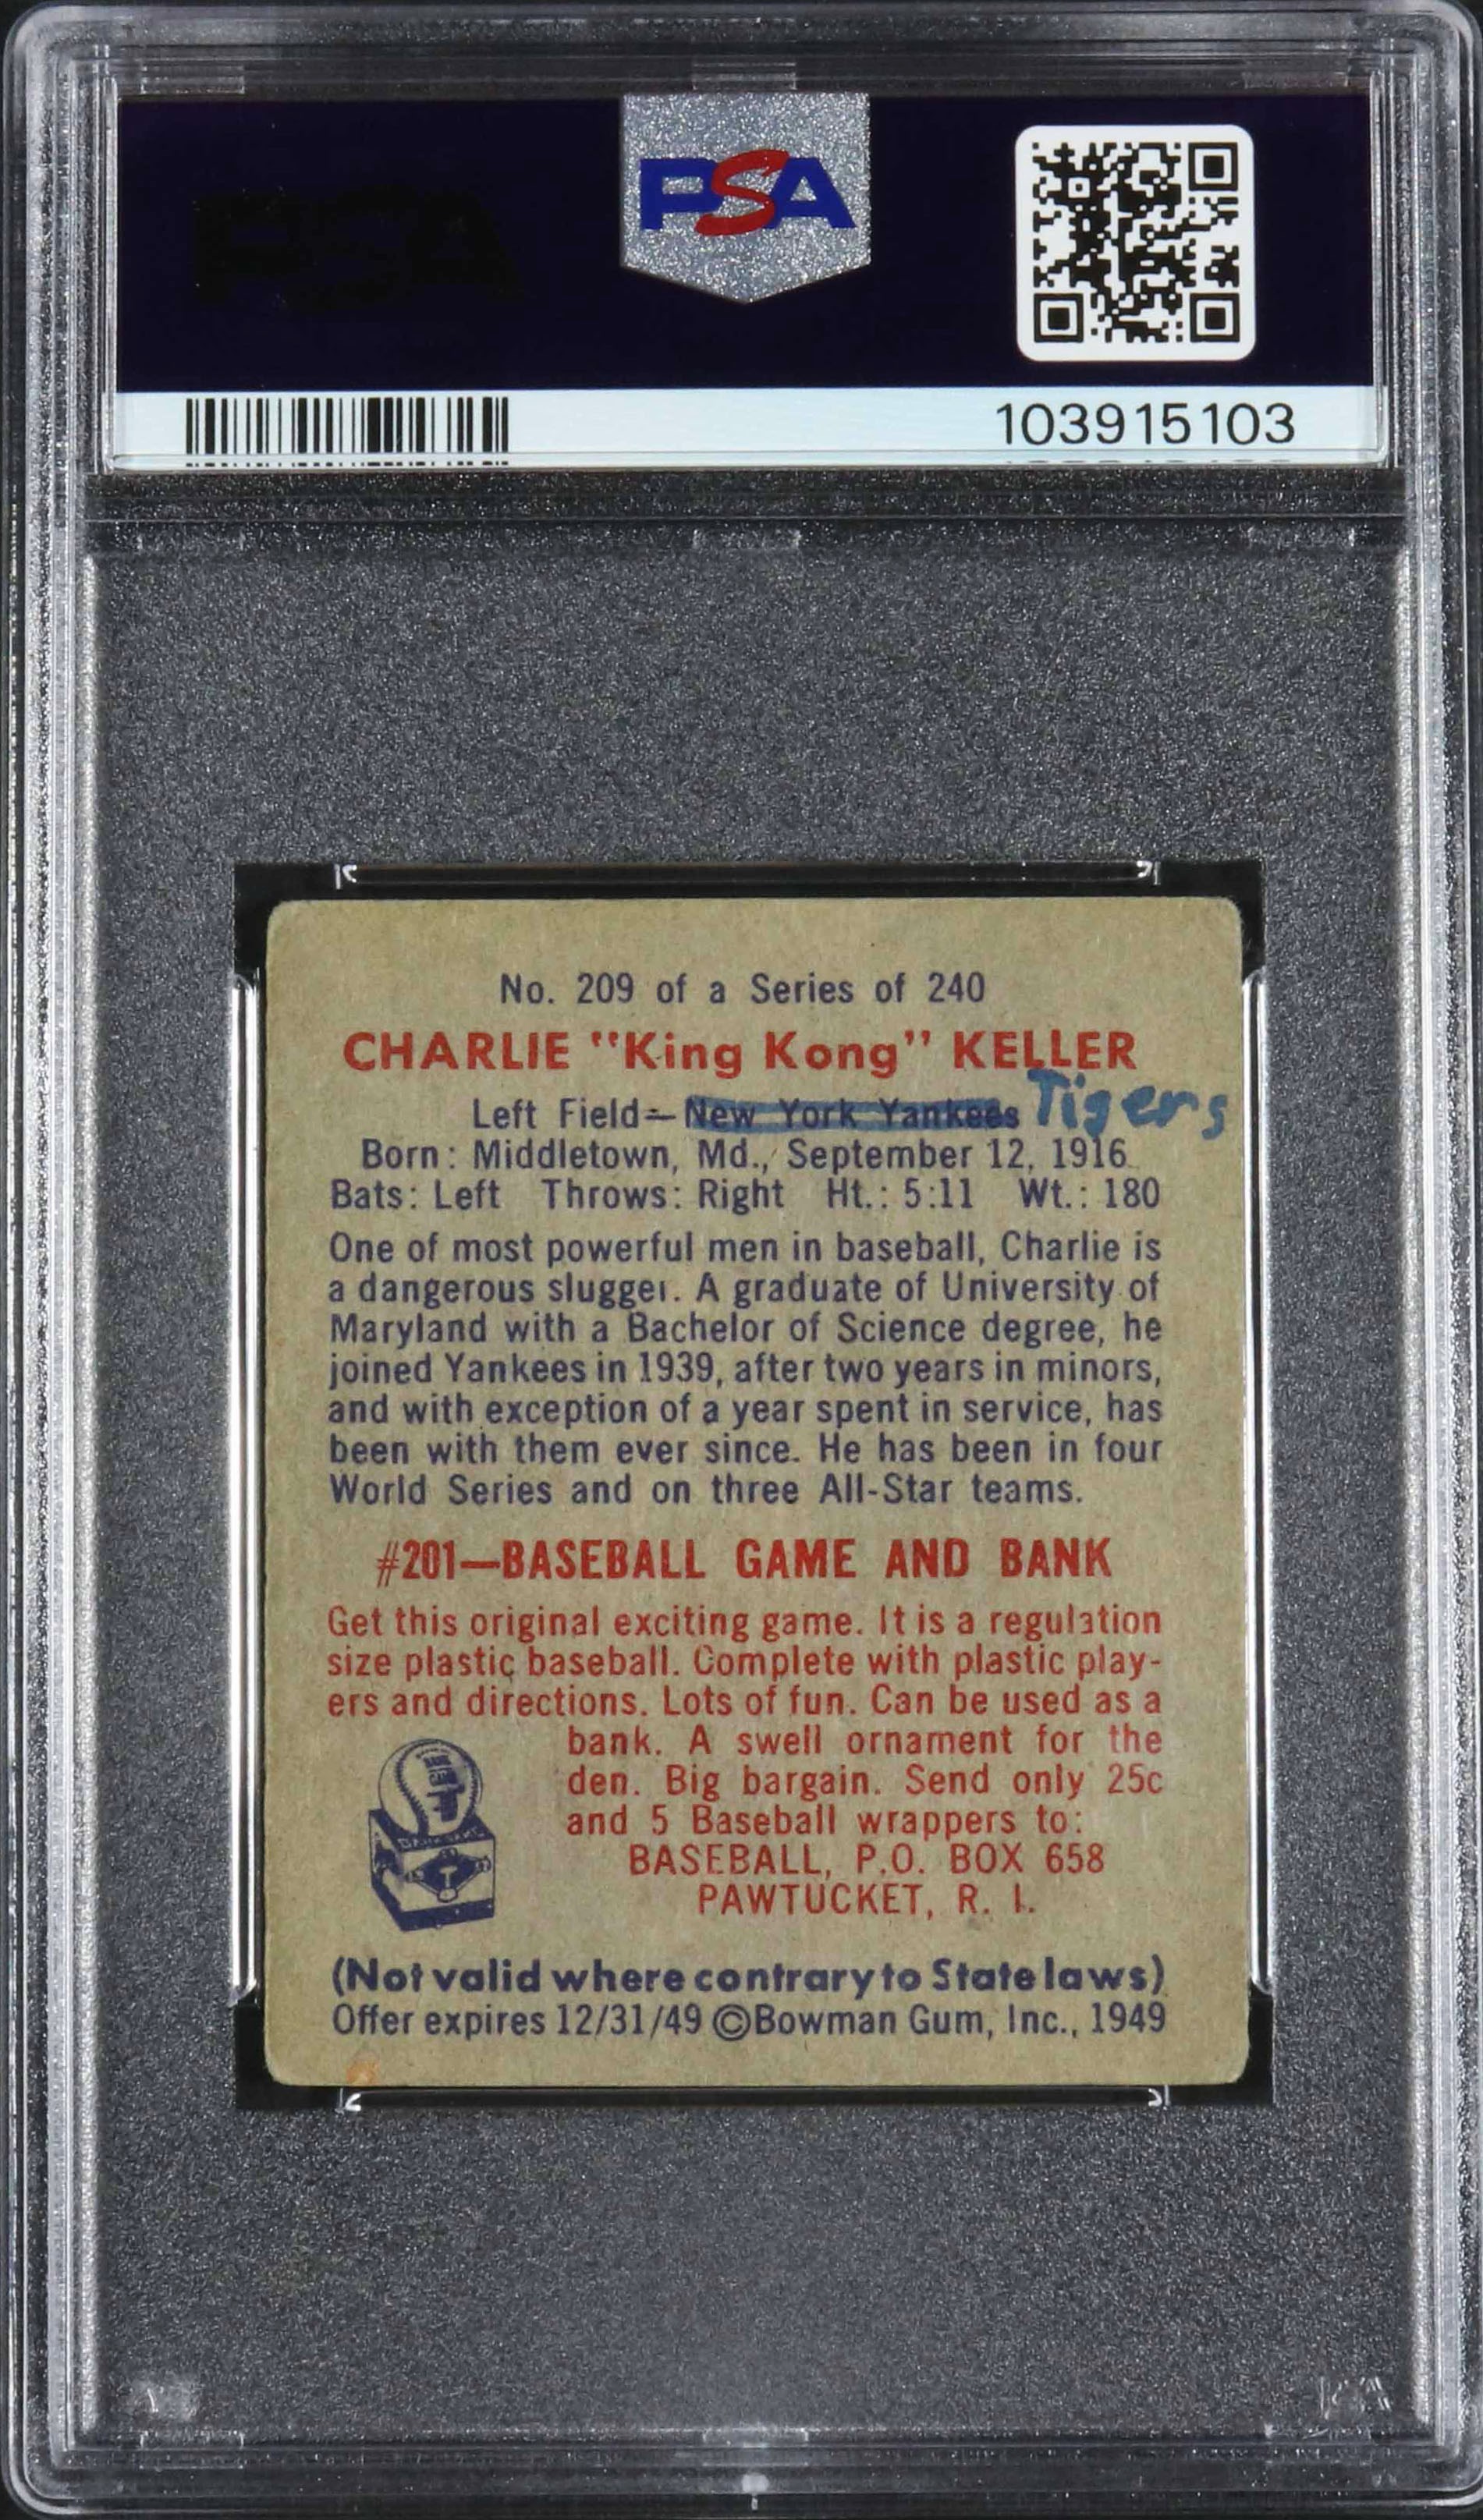 PSA
103915103
No. 209 of a Series of 240
CHARLIE "King Kong" KELLER
Left Field—New York Yankees Tigers
Born: Middletown, Md., September 12, 1916
Bats: Left Throws: Right Ht.: 5:11 Wt.: 180
One of most powerful men in baseball, Charlie is
a dangerous slugger. A graduate of University of
Maryland with a Bachelor of Science degree, he
joined Yankees in 1939, after two years in minors,
and with exception of a year spent in service, has
been with them ever since. He has been in four
World Series and on three All-Star teams.
#201—BASEBALL GAME AND BANK
Get this original exciting game. It is a regulation
size plastic baseball. Complete with plastic play-
ers and directions. Lots of fun. Can be used as a
bank. A swell ornament for the
den. Big bargain. Send only 25c
and 5 Baseball wrappers to:
BASEBALL, P.O. BOX 658
PAWTUCKET, R. I.
(Not valid where contrary to State laws)
Offer expires 12/31/49 ©Bowman Gum, Inc., 1949